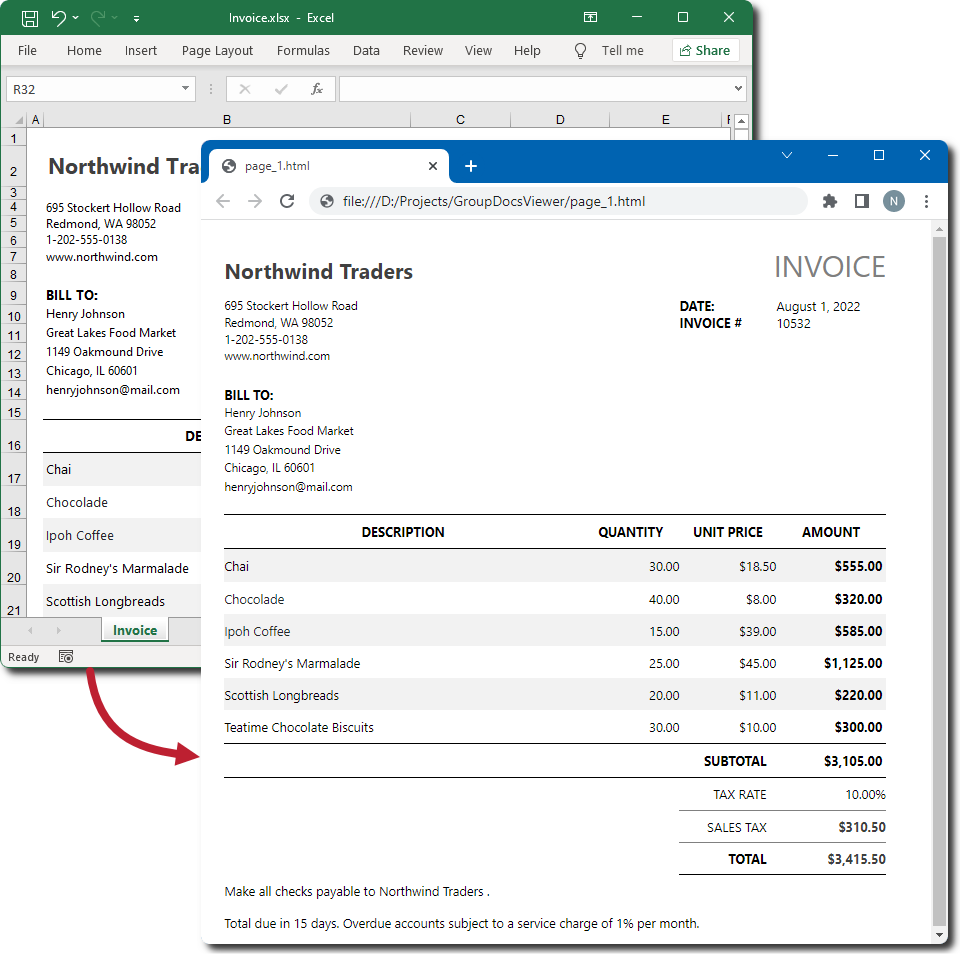 Invoice.xlsx - Excel
File Home Insert Page Layout Formulas Data Review View Help Tell me Share
R32 fx
A B C D E F
1
2 Northwind Tra
3
4 695 Stockert Hollow Road
5 Redmond, WA 98052
6 1-202-555-0138
7 www.northwind.com
8
9 BILL TO:
10 Henry Johnson
11 Great Lakes Food Market
12 1149 Oakmound Drive
13 Chicago, IL 60601
14 henryjohnson@mail.com
15
16 DE
17 Chai
18 Chocolade
19 Ipoh Coffee
20 Sir Rodney's Marmalade
21 Scottish Longbreads
Invoice
Ready
page_1.html
file:///D:/Projects/GroupDocsViewer/page_1.html N
INVOICE
Northwind Traders
695 Stockert Hollow Road DATE: August 1, 2022
Redmond, WA 98052 INVOICE # 10532
1-202-555-0138
www.northwind.com
BILL TO:
Henry Johnson
Great Lakes Food Market
1149 Oakmound Drive
Chicago, IL 60601
henryjohnson@mail.com
DESCRIPTION QUANTITY UNIT PRICE AMOUNT
Chai 30.00 $18.50 $555.00
Chocolade 40.00 $8.00 $320.00
Ipoh Coffee 15.00 $39.00 $585.00
Sir Rodney's Marmalade 25.00 $45.00 $1,125.00
Scottish Longbreads 20.00 $11.00 $220.00
Teatime Chocolate Biscuits 30.00 $10.00 $300.00
SUBTOTAL $3,105.00
TAX RATE 10.00%
SALES TAX $310.50
TOTAL $3,415.50
Make all checks payable to Northwind Traders .
Total due in 15 days. Overdue accounts subject to a service charge of 1% per month.